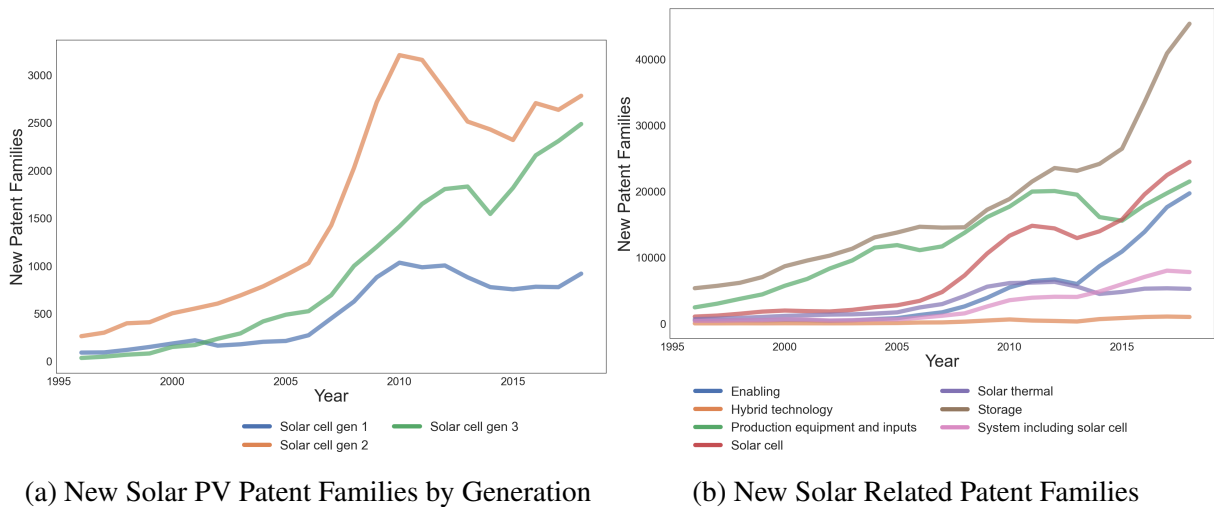 New Patent Families
3000
2500
2000
1500
1000
500
0
1995
2000
2005
2010
2015
Year
Solar cell gen 1
Solar cell gen 2
Solar cell gen 3
(a) New Solar PV Patent Families by Generation
New Patent Families
40000
30000
20000
10000
0
1995
2000
2005
2010
2015
Year
Enabling
Hybrid technology
Production equipment and inputs
Solar cell
Solar thermal
Storage
System including solar cell
(b) New Solar Related Patent Families